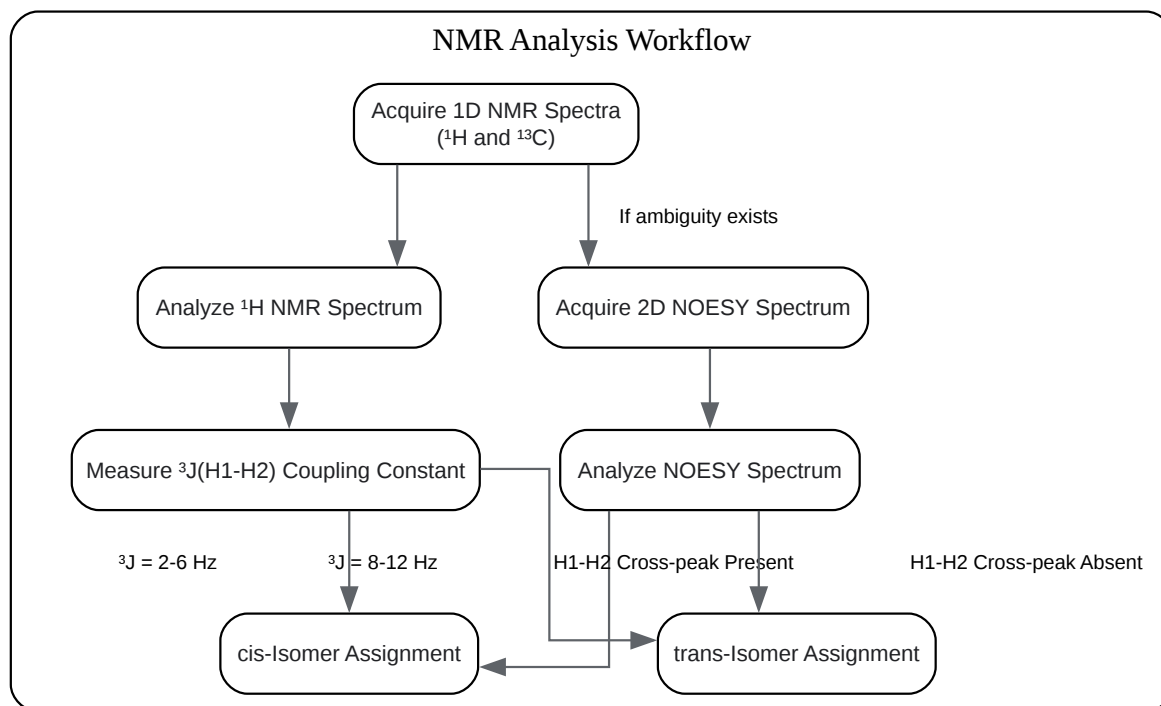 NMR Analysis Workflow
Acquire 1D NMR Spectra
(¹H and ¹³C)
If ambiguity exists
Analyze ¹H NMR Spectrum
Acquire 2D NOESY Spectrum
Measure ³J(H1-H2) Coupling Constant
Analyze NOESY Spectrum
³J = 2-6 Hz
³J = 8-12 Hz
H1-H2 Cross-peak Present
H1-H2 Cross-peak Absent
cis-Isomer Assignment
trans-Isomer Assignment